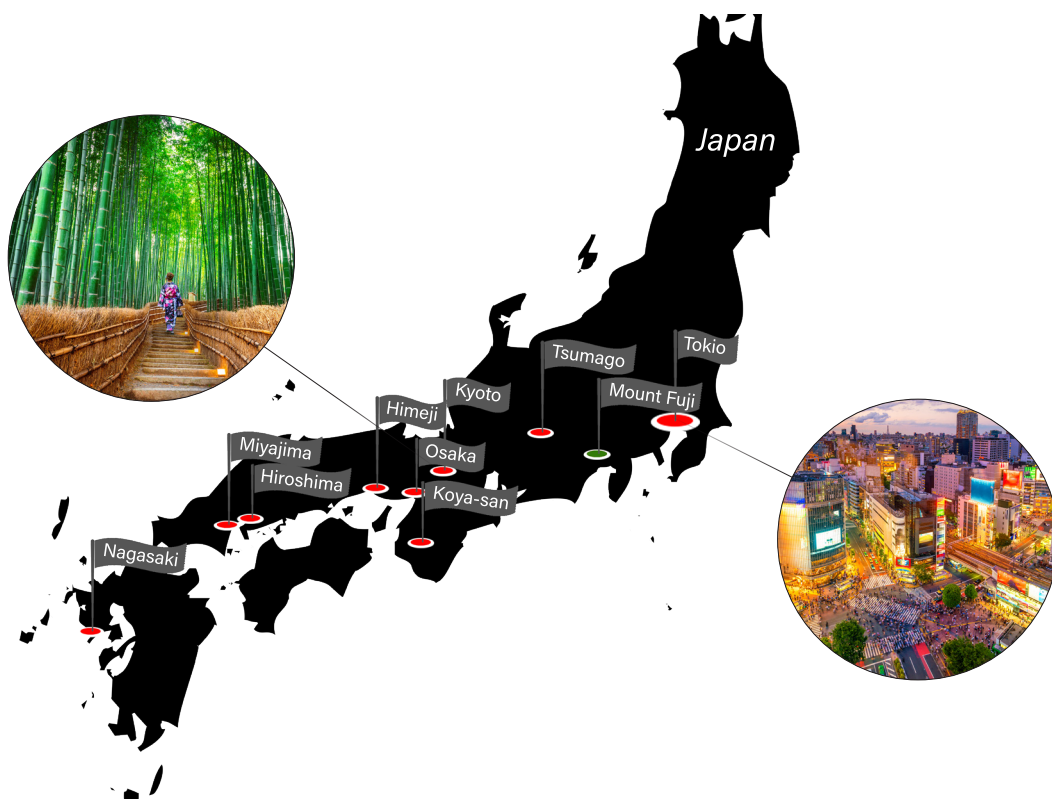 Japan
Tokio
Tsumago
Mount Fuji
Kyoto
Himeji
Osaka
Miyajima
Hiroshima
Koya-san
Nagasaki